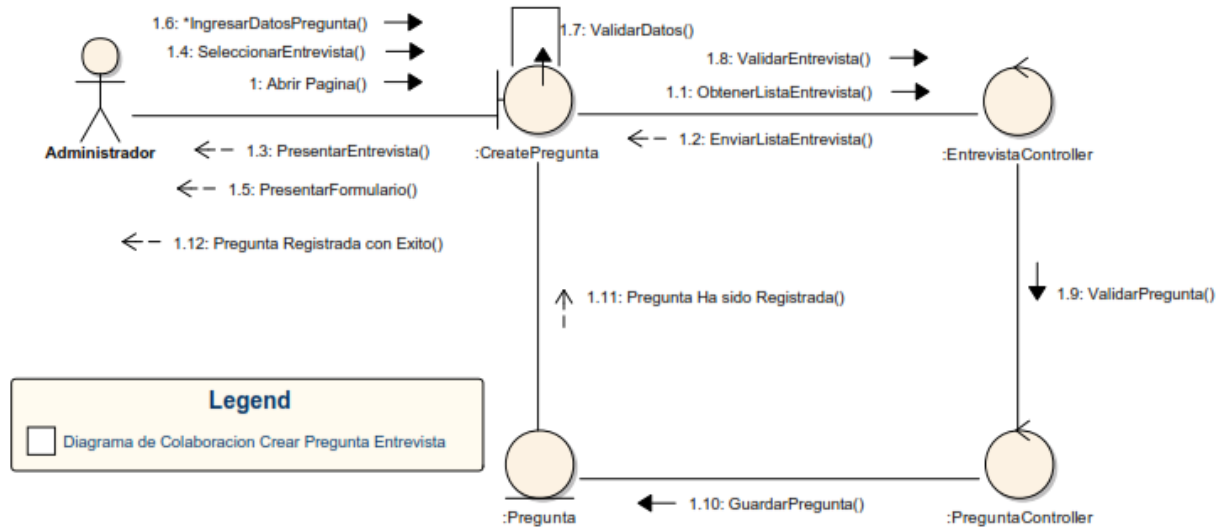 1.6: *IngresarDatosPregunta()
1.4: SeleccionarEntrevista()
1: Abrir Pagina()
1.7: ValidarDatos()
1.8: ValidarEntrevista()
1.1: ObtenerListaEntrevista()
Administrador
1.3: PresentarEntrevista()
:CreatePregunta
1.2: EnviarListaEntrevista()
:EntrevistaController
1.5: PresentarFormulario()
1.12: Pregunta Registrada con Exito()
1.11: Pregunta Ha sido Registrada()
1.9: ValidarPregunta()
Legend
Diagrama de Colaboracion Crear Pregunta Entrevista
1.10: GuardarPregunta()
:Pregunta
:PreguntaController